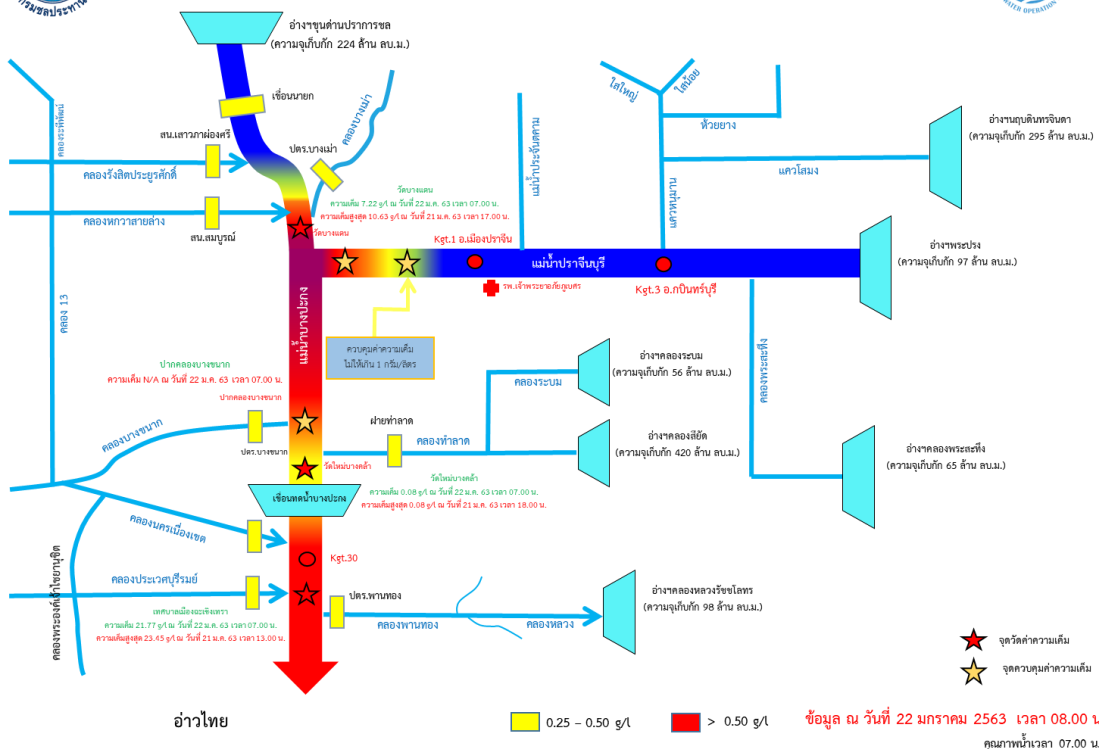 กรมชลประทาน
WATER OPERATION
อ่างฯขุนด่านปราการชล
(ความจุเก็บกัก 224 ล้าน ลบ.ม.)
เขื่อนนายก
สน.เสาวภาผ่องศรี
คลองระพีพัฒน์
ปตร.บางเม่า
คลองบางเม่า
คลองรังสิตประยูรศักดิ์
คลองหกวาสายล่าง
สน.สมบูรณ์
วัดบางแตน
ความเค็ม 7.22 g/l ณ วันที่ 22 ม.ค. 63 เวลา 07.00 น.
ความเค็มสูงสุด 10.63 g/l ณ วันที่ 21 ม.ค. 63 เวลา 17.00 น.
วัดบางแตน
แม่น้ำประจันตคาม
ใสใหญ่
ใสน้อย
ห้วยยาง
แควโสมง
แควหนุมาน
อ่างฯนฤบดินทรจินดา
(ความจุเก็บกัก 295 ล้าน ลบ.ม.)
Kgt.1 อ.เมืองปราจีน
แม่น้ำปราจีนบุรี
อ่างฯพระปรง
(ความจุเก็บกัก 97 ล้าน ลบ.ม.)
รพ.เจ้าพระยาอภัยภูเบศร
Kgt.3 อ.กบินทร์บุรี
คลอง 13
แม่น้ำบางปะกง
ควบคุมค่าความเค็ม
ไม่ให้เกิน 1 กรัม/ลิตร
ปากคลองบางขนาก
ความเค็ม N/A ณ วันที่ 22 ม.ค. 63 เวลา 07.00 น.
ปากคลองบางขนาก
คลองบางขนาก
ปตร.บางขนาก
ฝายท่าลาด
คลองท่าลาด
คลองระบม
อ่างฯคลองระบม
(ความจุเก็บกัก 56 ล้าน ลบ.ม.)
คลองพระสะทึง
อ่างฯคลองสียัด
(ความจุเก็บกัก 420 ล้าน ลบ.ม.)
อ่างฯคลองพระสะทึง
(ความจุเก็บกัก 65 ล้าน ลบ.ม.)
วัดใหม่บางคล้า
วัดใหม่บางคล้า
ความเค็ม 0.08 g/l ณ วันที่ 22 ม.ค. 63 เวลา 07.00 น.
ความเค็มสูงสุด 0.08 g/l ณ วันที่ 21 ม.ค. 63 เวลา 18.00 น.
เขื่อนทดน้ำบางปะกง
คลองนครเนื่องเขต
Kgt.30
คลองพระองค์เจ้าไชยานุชิต
คลองประเวศบุรีรมย์
เทศบาลเมืองฉะเชิงเทรา
ความเค็ม 21.77 g/l ณ วันที่ 22 ม.ค. 63 เวลา 07.00 น.
ความเค็มสูงสุด 23.45 g/l ณ วันที่ 21 ม.ค. 63 เวลา 13.00 น.
ปตร.พานทอง
คลองพานทอง
คลองหลวง
อ่างฯคลองหลวงรัชชโลทร
(ความจุเก็บกัก 98 ล้าน ลบ.ม.)
จุดวัดค่าความเค็ม
จุดควบคุมค่าความเค็ม
อ่าวไทย
0.25 – 0.50 g/l
> 0.50 g/l
ข้อมูล ณ วันที่ 22 มกราคม 2563 เวลา 08.00 น.
คุณภาพน้ำเวลา 07.00 น.